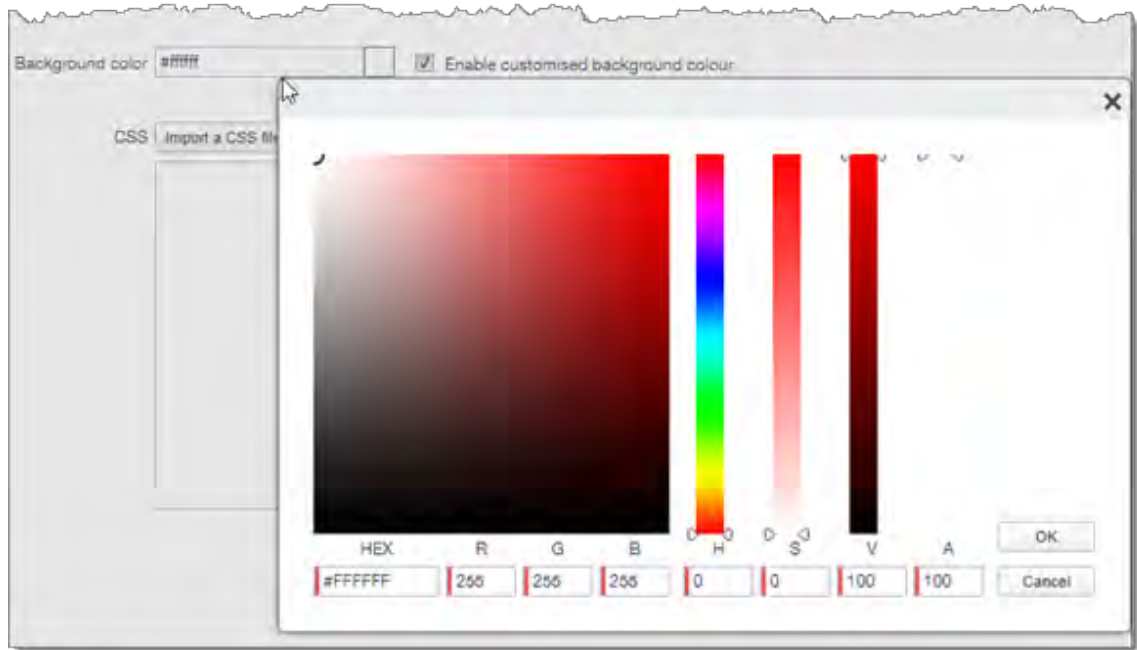 Background color #ffffff Enable customised background colour
CSS Import a CSS file
HEX R G B H S V A
#FFFFFF 255 255 255 0 0 100 100
OK
Cancel